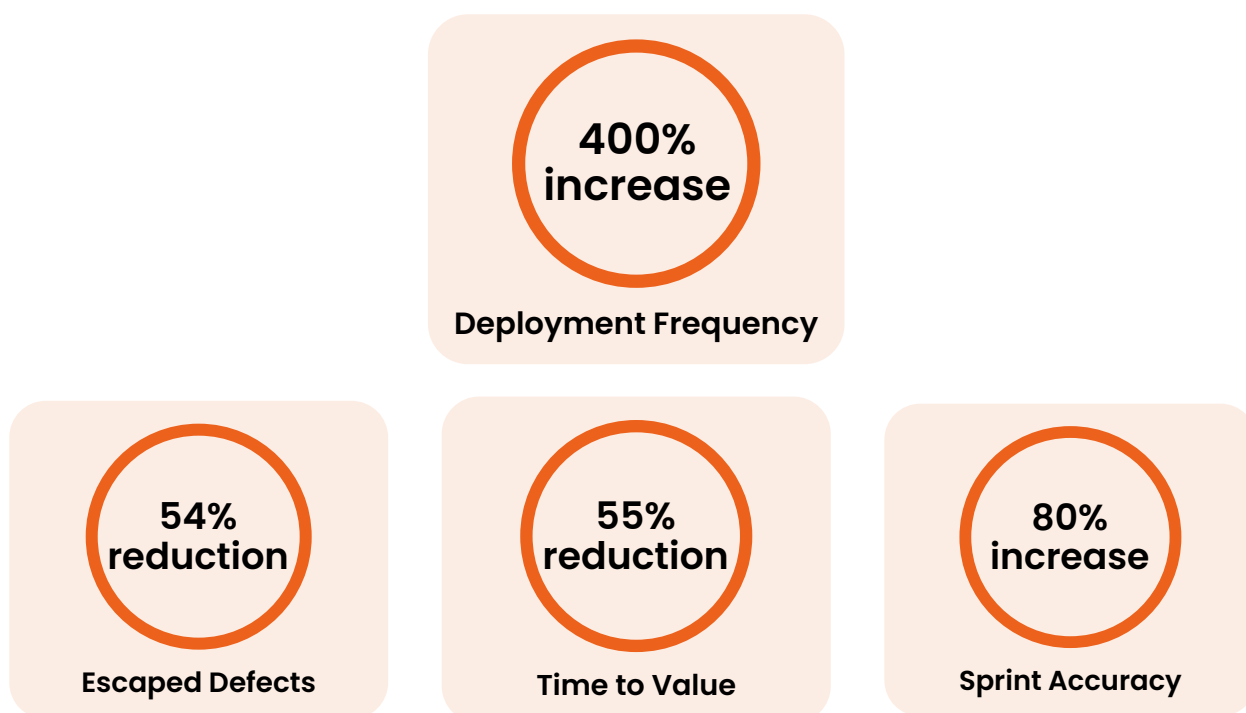 400%
increase
Deployment Frequency
54%
reduction
Escaped Defects
55%
reduction
Time to Value
80%
increase
Sprint Accuracy